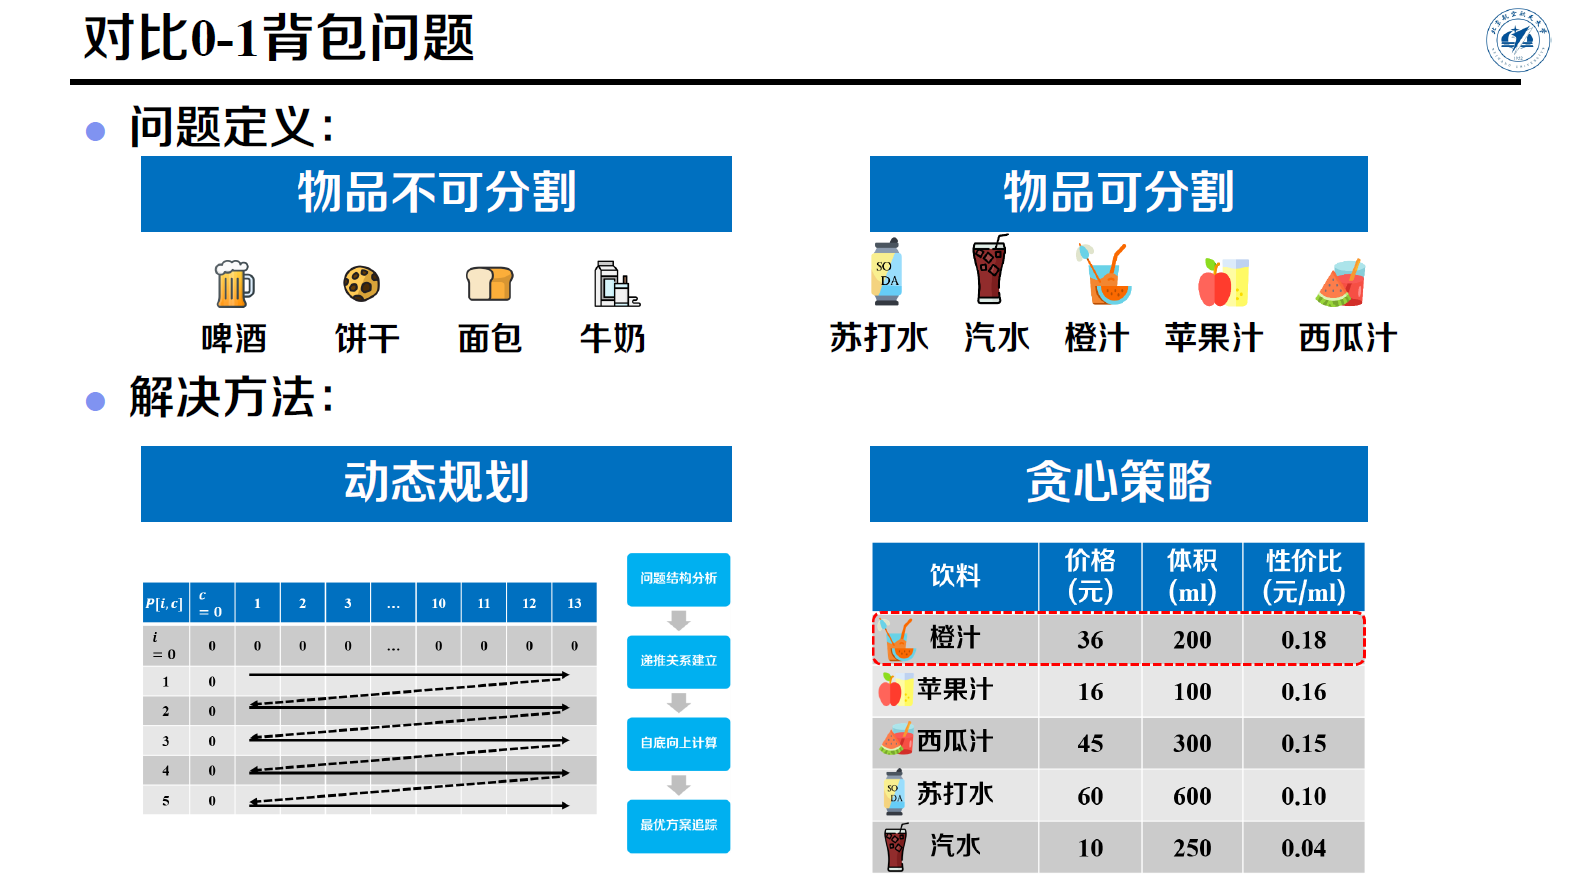 对比0-1背包问题
问题定义：
物品不可分割
物品可分割
SO
DA
啤酒 饼干 面包 牛奶
苏打水 汽水 橙汁 苹果汁 西瓜汁
解决方法：
动态规划
贪心策略
P[i,c] c = 0 1 2 3 … 10 11 12 13
i = 0 0 0 0 0 … 0 0 0 0
1 0
2 0
3 0
4 0
5 0
问题结构分析
递推关系建立
自底向上计算
最优方案追踪
饮料 价格(元) 体积(ml) 性价比(元/ml)
橙汁 36 200 0.18
苹果汁 16 100 0.16
西瓜汁 45 300 0.15
SO
DA
苏打水 60 600 0.10
汽水 10 250 0.04